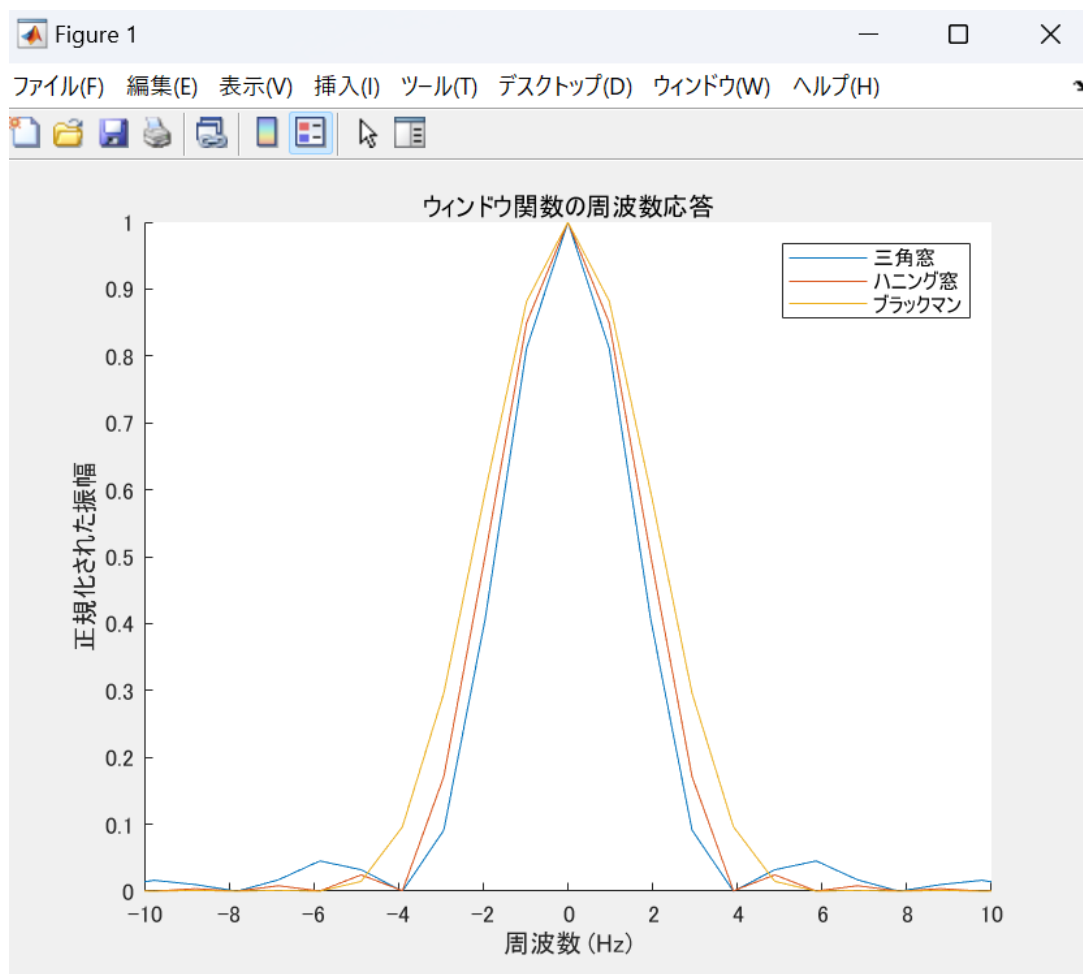 Figure 1
ファイル(F) 編集(E) 表示(V) 挿入(I) ツール(T) デスクトップ(D) ウィンドウ(W) ヘルプ(H)
ウィンドウ関数の周波数応答
三角窓
ハニング窓
ブラックマン
正規化された振幅
1
0.9
0.8
0.7
0.6
0.5
0.4
0.3
0.2
0.1
0
-10 -8 -6 -4 -2 0 2 4 6 8 10
周波数 (Hz)